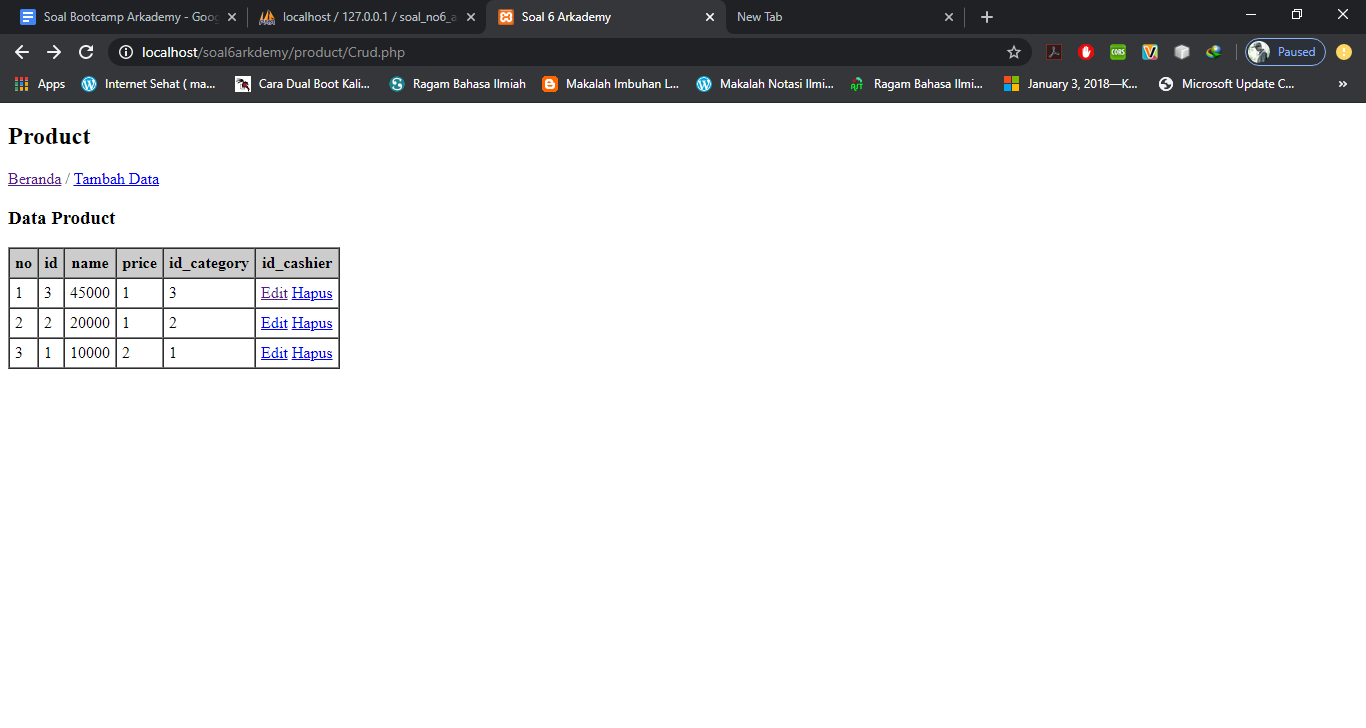 Soal Bootcamp Arkademy - Goo
localhost / 127.0.0.1 / soal_no6_a
Soal 6 Arkademy
New Tab
localhost/soal6arkdemy/product/Crud.php
CORS
Paused
Apps
Internet Sehat ( ma...
Cara Dual Boot Kali...
Ragam Bahasa Ilmiah
Makalah Imbuhan L...
Makalah Notasi Ilmi...
Ragam Bahasa Ilmi...
January 3, 2018—K...
Microsoft Update C...
»
Product
Beranda / Tambah Data
Data Product
no id name price id_category id_cashier
1 3 45000 1 3 Edit Hapus
2 2 20000 1 2 Edit Hapus
3 1 10000 2 1 Edit Hapus